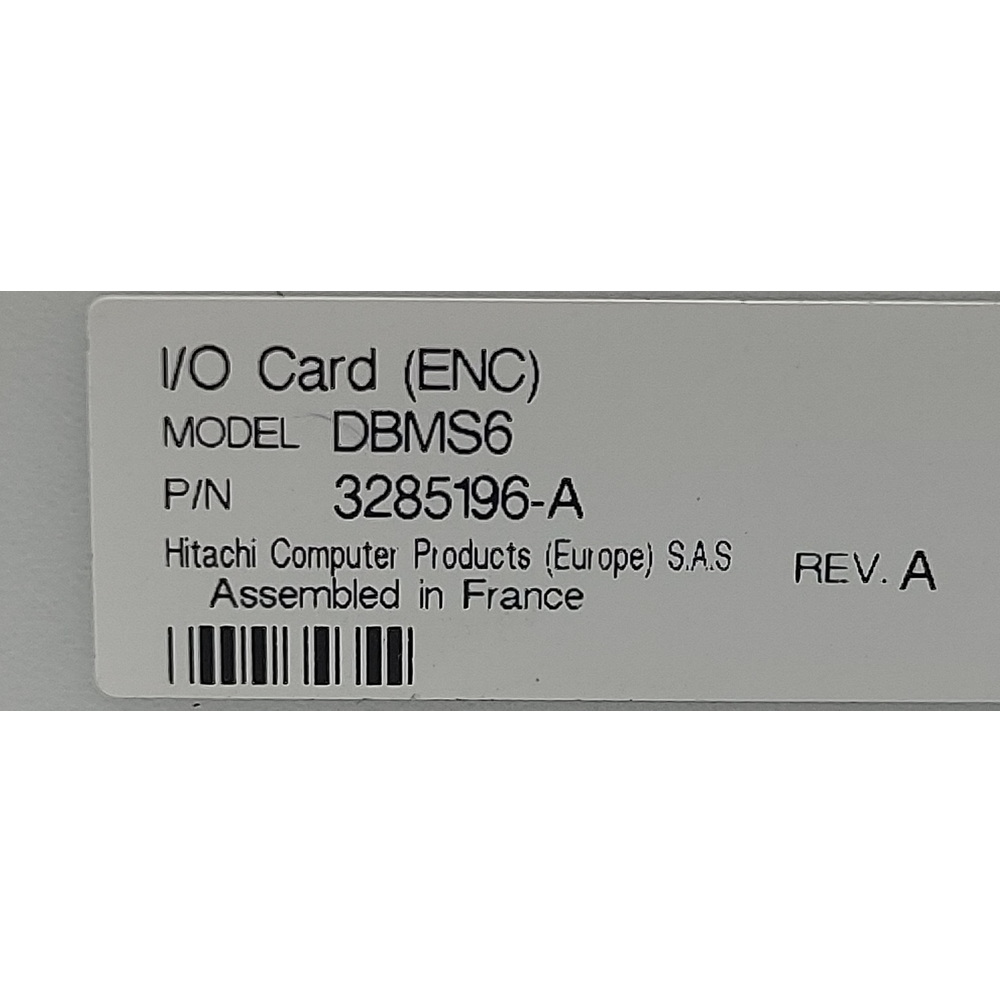 I/O Card (ENC)
MODEL DBMS6
P/N 3285196-A
Hitachi Computer Products (Europe) S.A.S
REV. A
Assembled in France